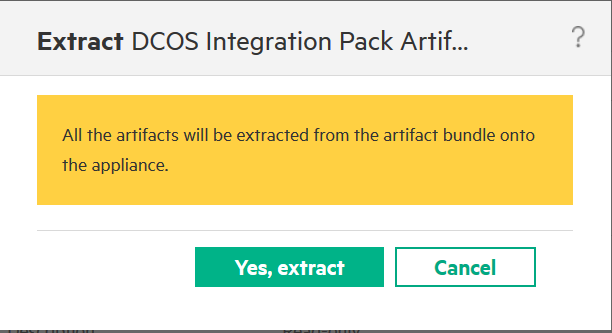 Extract DCOS Integration Pack Artif...
?
All the artifacts will be extracted from the artifact bundle onto
the appliance.
Yes, extract
Cancel